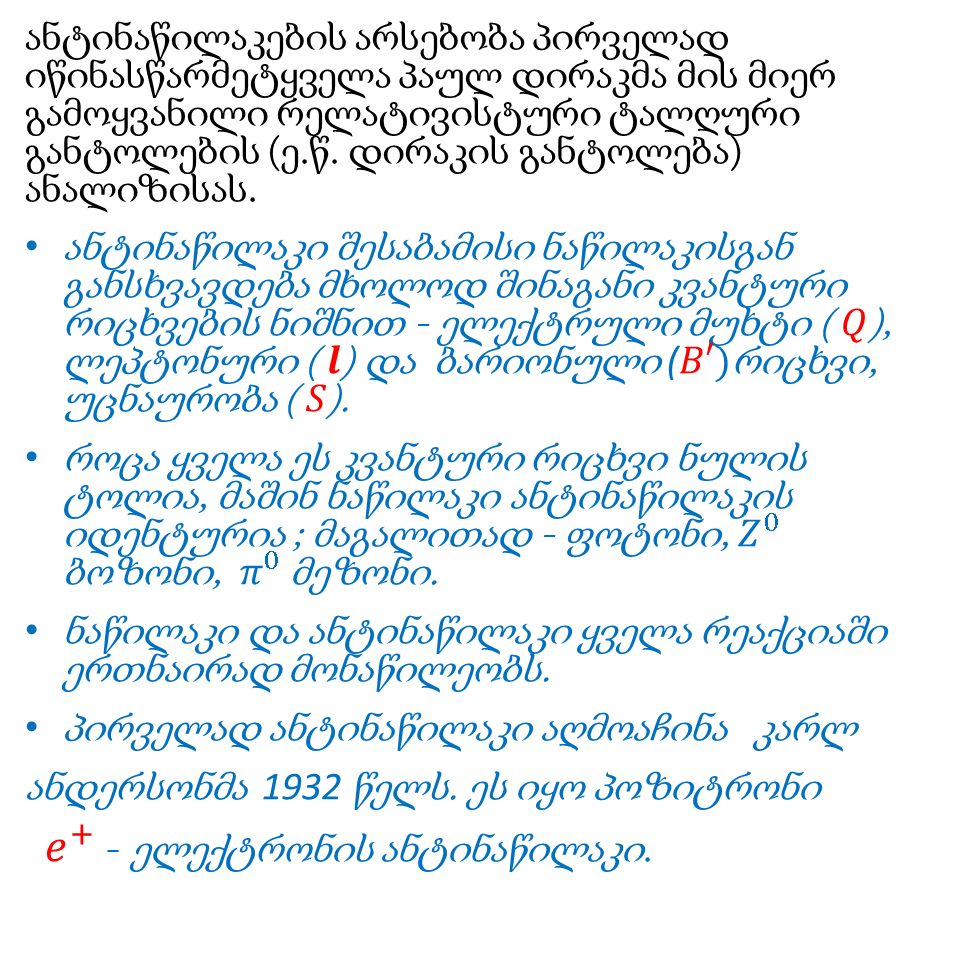 ანტინაწილაკების არსებობა პირველად
იწინასწარმეტყველა პაულ დირაკმა მის მიერ
გამოყვანილი რელატივისტური ტალღური
განტოლების (ე.წ. დირაკის განტოლება)
ანალიზისას.
• ანტინაწილაკი შესაბამისი ნაწილაკისგან
განსხვავდება მხოლოდ შინაგანი კვანტური
რიცხვების ნიშნით - ელექტრული მუხტი ( Q ),
ლეპტონური ( l ) და ბარიონული (B′) რიცხვი,
უცნაურობა ( S ).
• როცა ყველა ეს კვანტური რიცხვი ნულის
ტოლია, მაშინ ნაწილაკი ანტინაწილაკის
იდენტურია ; მაგალითად - ფოტონი, Z⁰
ბოზონი, π⁰ მეზონი.
• ნაწილაკი და ანტინაწილაკი ყველა რეაქციაში
ერთნაირად მონაწილეობს.
• პირველად ანტინაწილაკი აღმოაჩინა კარლ
ანდერსონმა 1932 წელს. ეს იყო პოზიტრონი
e⁺ - ელექტრონის ანტინაწილაკი.